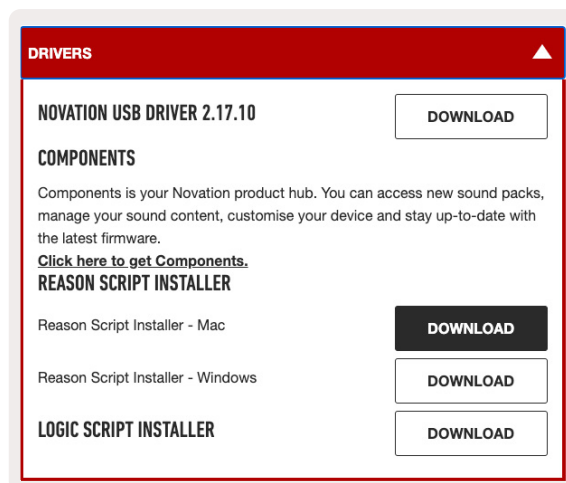 DRIVERS
NOVATION USB DRIVER 2.17.10
DOWNLOAD
COMPONENTS
Components is your Novation product hub. You can access new sound packs,
manage your sound content, customise your device and stay up-to-date with
the latest firmware.
Click here to get Components.
REASON SCRIPT INSTALLER
Reason Script Installer - Mac
DOWNLOAD
Reason Script Installer - Windows
DOWNLOAD
LOGIC SCRIPT INSTALLER
DOWNLOAD